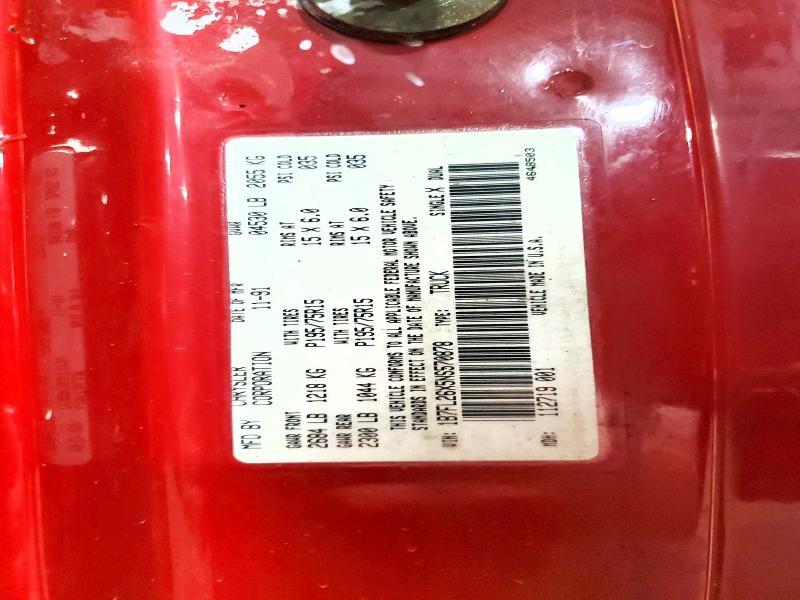 MFD BY CHRYSLER DATE OF MFR GVWR
CORPORATION 11-91 04530 LB 2055 KG
GAWR FRONT WITH TIRES RIMS AT PSI COLD
2684 LB 1218 KG P195/75R15 15 X 6.0 035
GAWR REAR WITH TIRES RIMS AT PSI COLD
2300 LB 1044 KG P195/75R15 15 X 6.0 035
THIS VEHICLE CONFORMS TO ALL APPLICABLE FEDERAL MOTOR VEHICLE SAFETY
STANDARDS IN EFFECT ON THE DATE OF MANUFACTURE SHOWN ABOVE.
VIN: 1B7FL26X5NS570878 TYPE: TRUCK SINGLE X DUAL
MDH: 112719 001 VEHICLE MADE IN U.S.A. 4648503